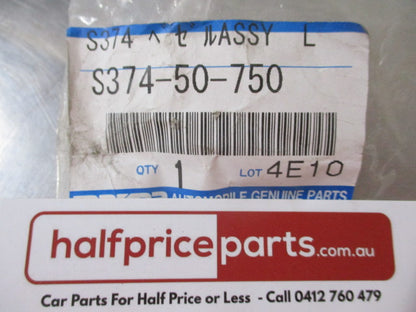 S374 ベゼルASSY L
S374-50-750
QTY 1 LOT 4E10
AUTOMOBILE GENUINE PARTS
halfpriceparts.com.au
Car Parts For Half Price or Less - Call 0412 760 479